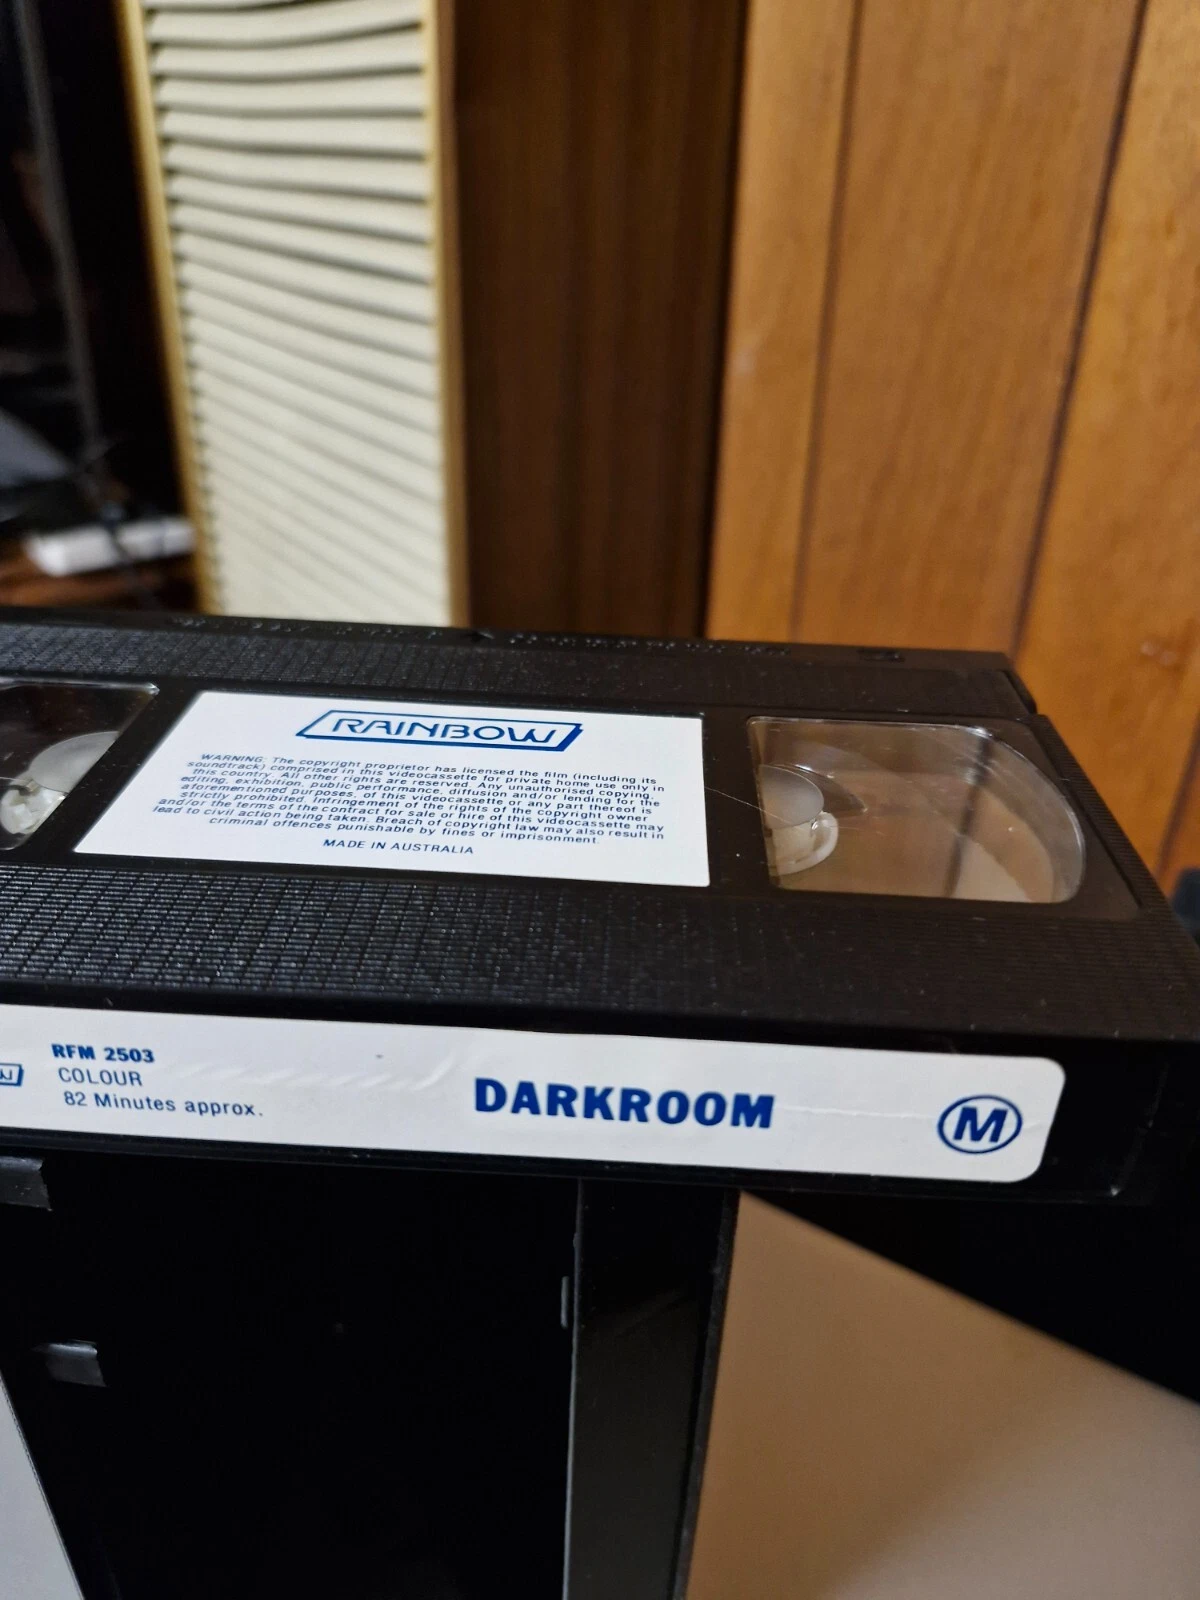 RAINBOW
WARNING: The copyright proprietor has licensed the film (including its
soundtrack) comprised in this videocassette for private home use only in
this country. All other rights are reserved. Any unauthorised copying,
editing, exhibition, public performance, diffusion and/or lending for the
aforementioned purposes, of this videocassette or any part thereof is
strictly prohibited. Infringement of the rights of the copyright owner
and/or the terms of the contract for sale or hire of this videocassette may
lead to civil action being taken. Breach of copyright law may also result in
criminal offences punishable by fines or imprisonment.
MADE IN AUSTRALIA
RFM 2503
COLOUR
82 Minutes approx.
DARKROOM
M